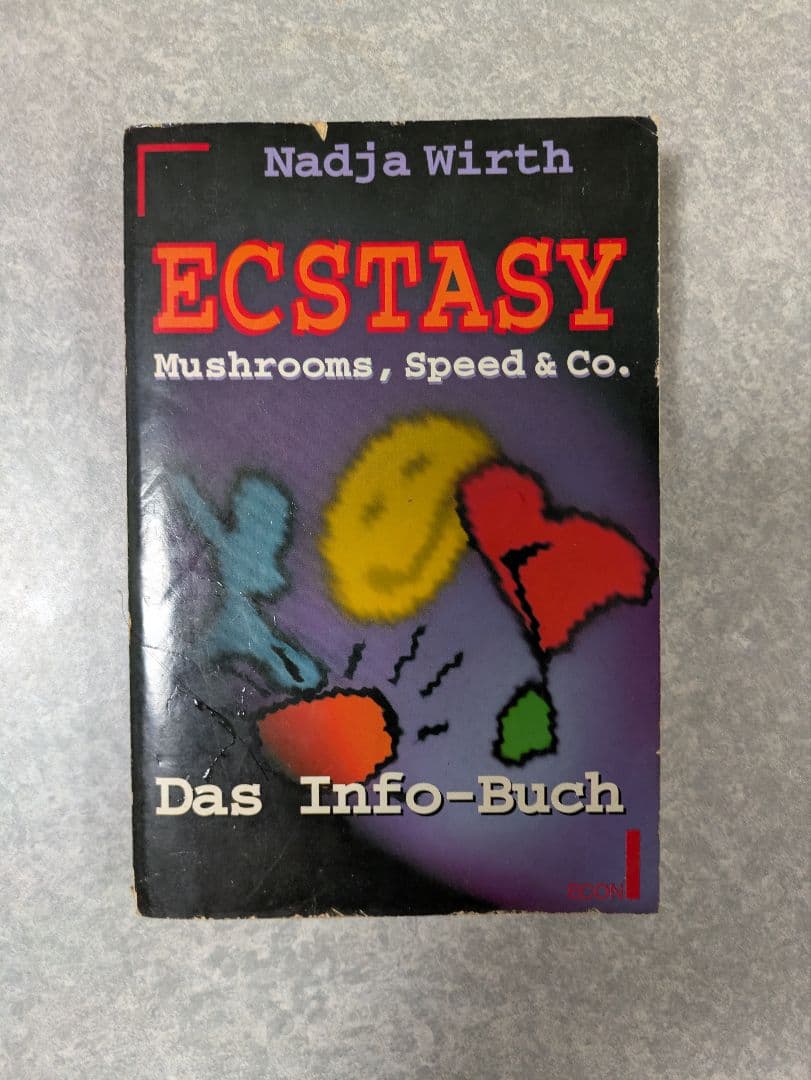 Nadja Wirth
ECSTASY
Mushrooms, Speed & Co.
Das Info-Buch
ECON